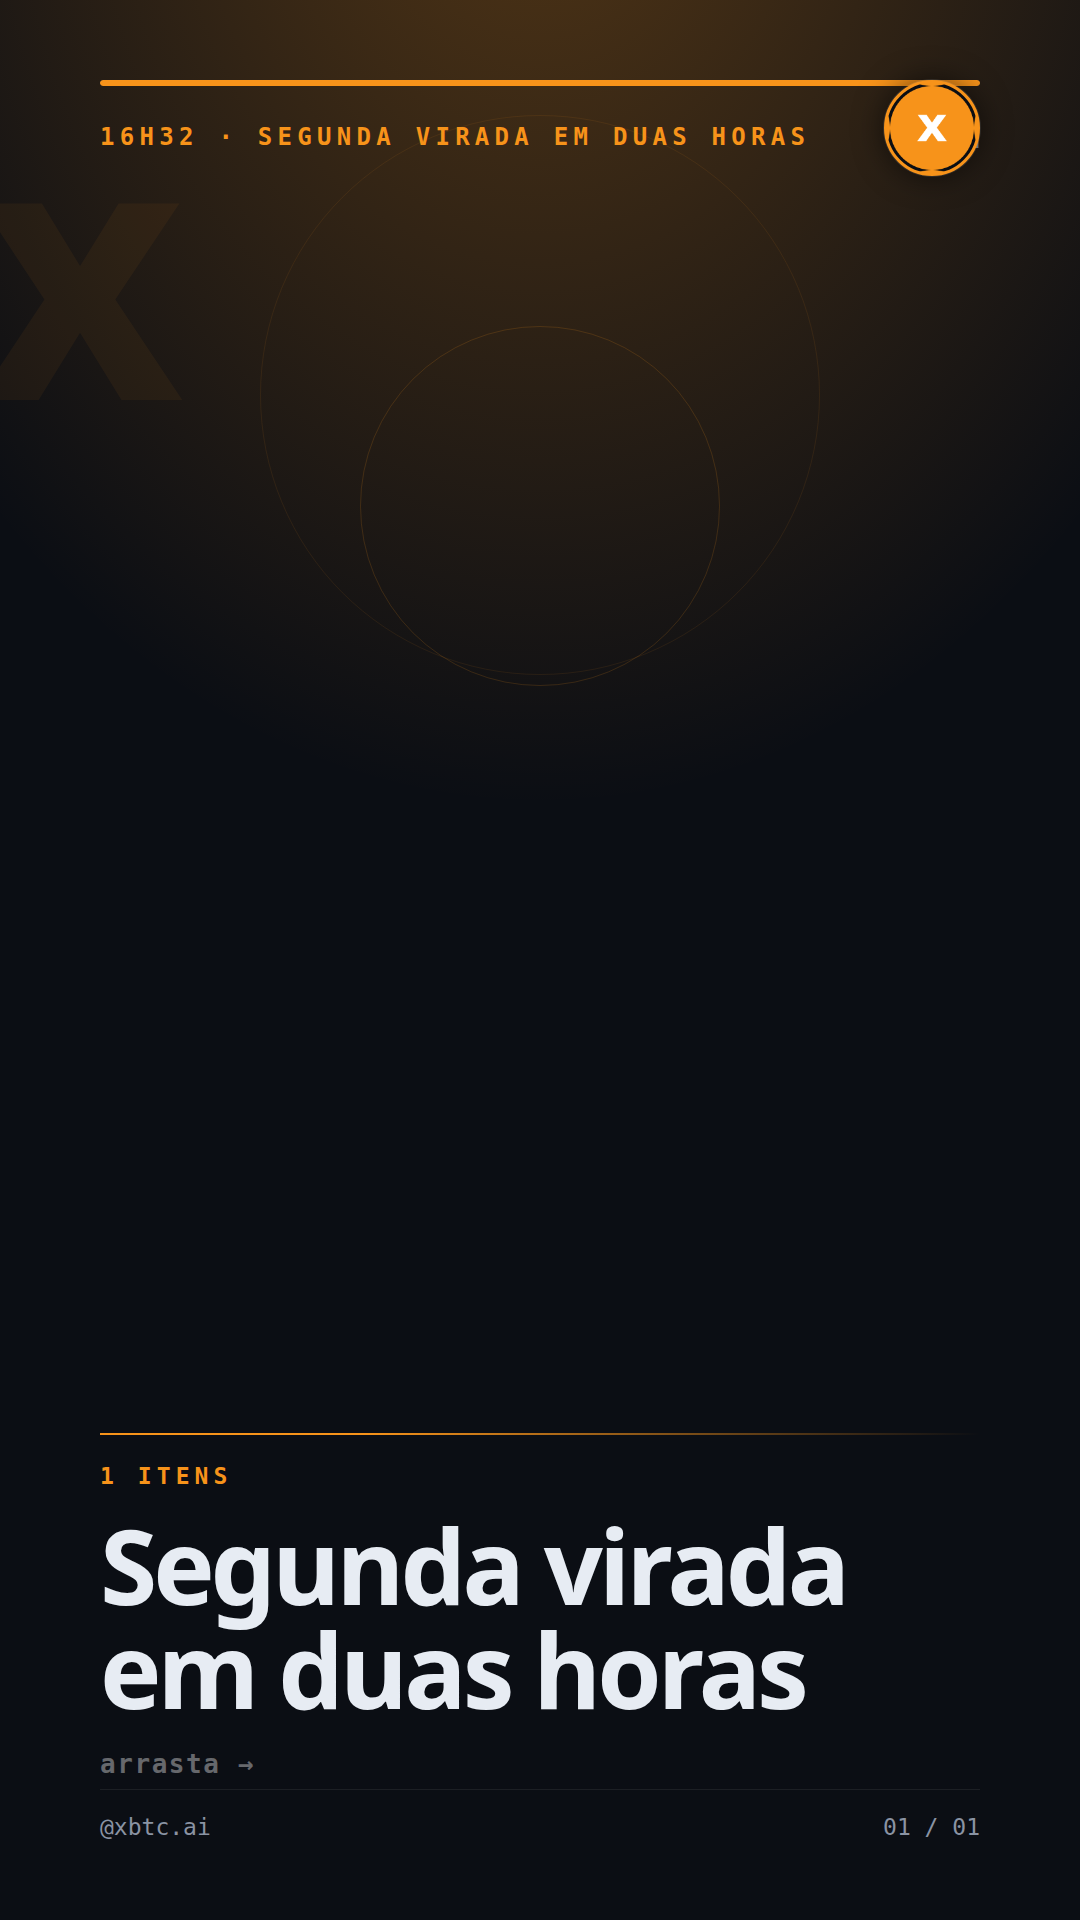 16H32 · SEGUNDA VIRADA EM DUAS HORAS
X
X
1 ITENS
Segunda virada
em duas horas
arrasta →
@xbtc.ai
01 / 01